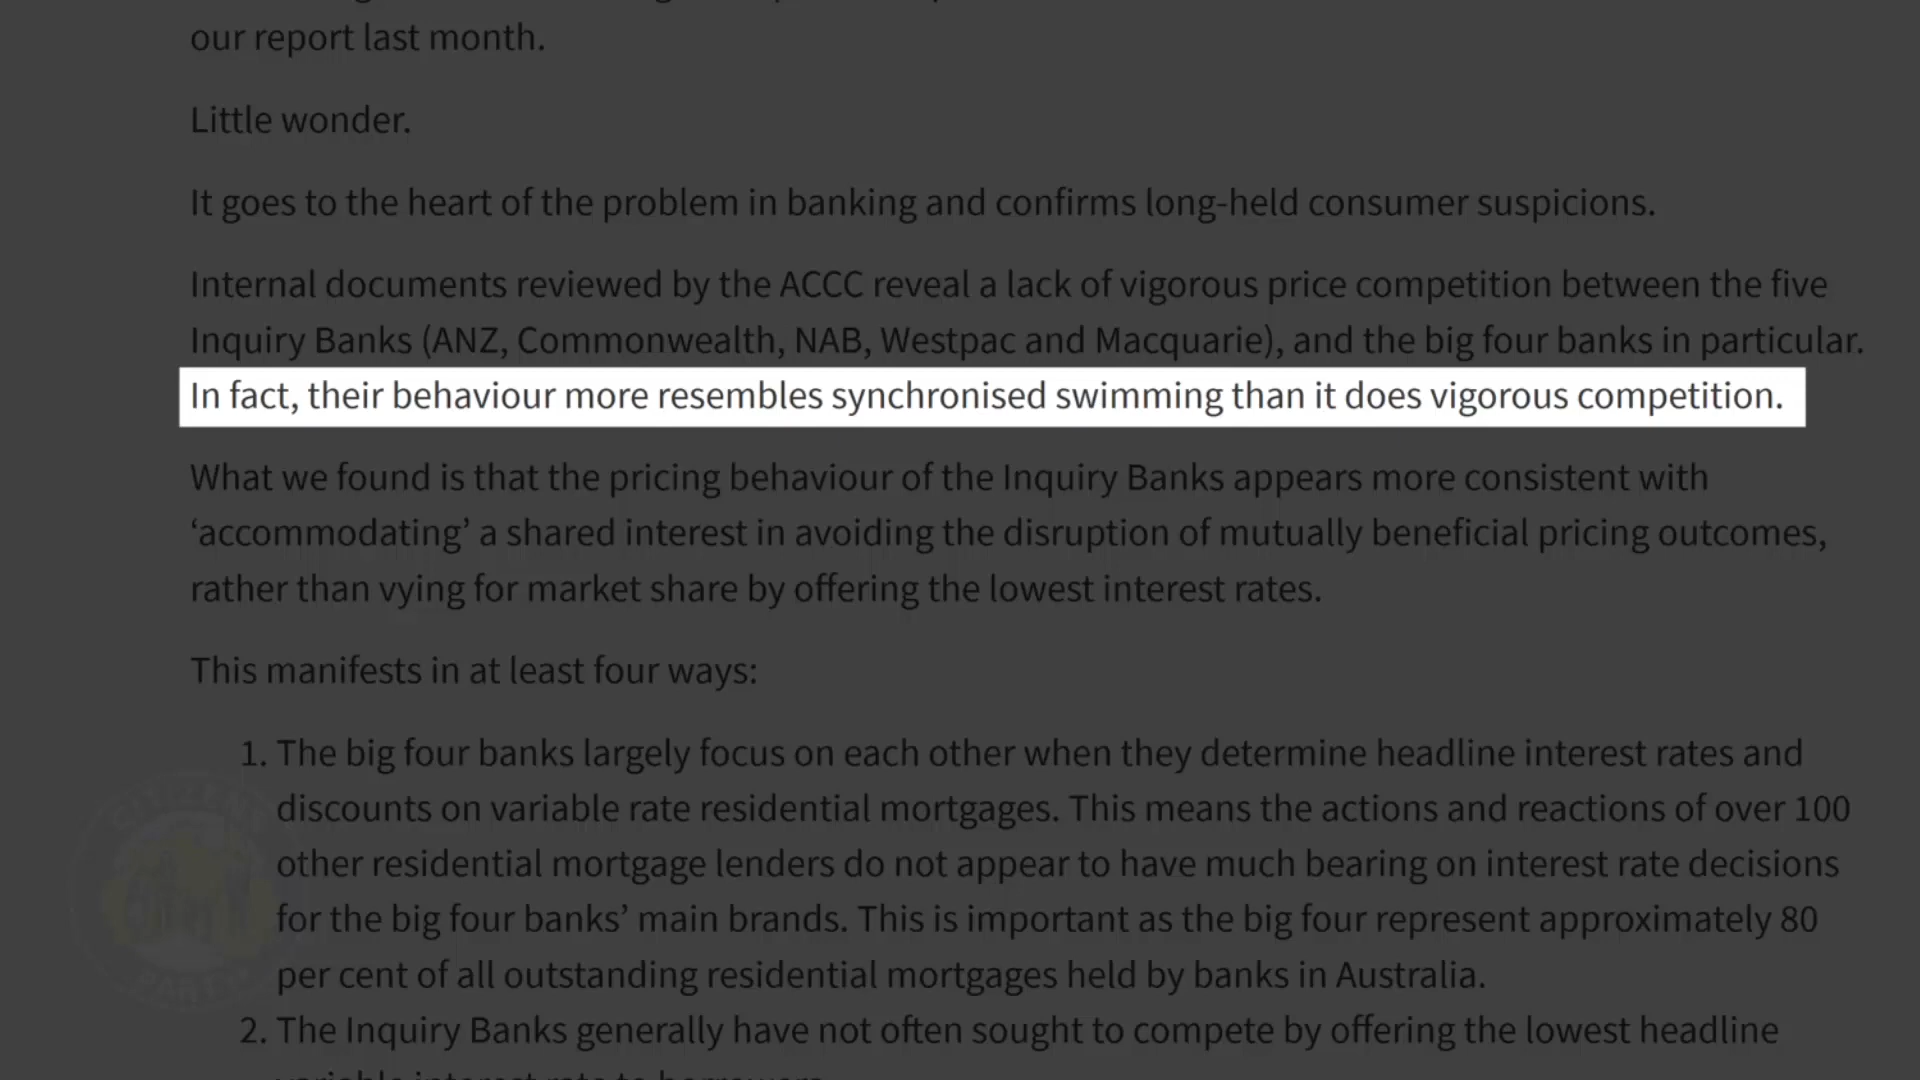 our report last month.
Little wonder.
It goes to the heart of the problem in banking and confirms long-held consumer suspicions.
Internal documents reviewed by the ACCC reveal a lack of vigorous price competition between the five
Inquiry Banks (ANZ, Commonwealth, NAB, Westpac and Macquarie), and the big four banks in particular.
In fact, their behaviour more resembles synchronised swimming than it does vigorous competition.
What we found is that the pricing behaviour of the Inquiry Banks appears more consistent with
‘accommodating’ a shared interest in avoiding the disruption of mutually beneficial pricing outcomes,
rather than vying for market share by offering the lowest interest rates.
This manifests in at least four ways:
1. The big four banks largely focus on each other when they determine headline interest rates and
discounts on variable rate residential mortgages. This means the actions and reactions of over 100
other residential mortgage lenders do not appear to have much bearing on interest rate decisions
for the big four banks’ main brands. This is important as the big four represent approximately 80
per cent of all outstanding residential mortgages held by banks in Australia.
2. The Inquiry Banks generally have not often sought to compete by offering the lowest headline
CITIZENS
PARTY